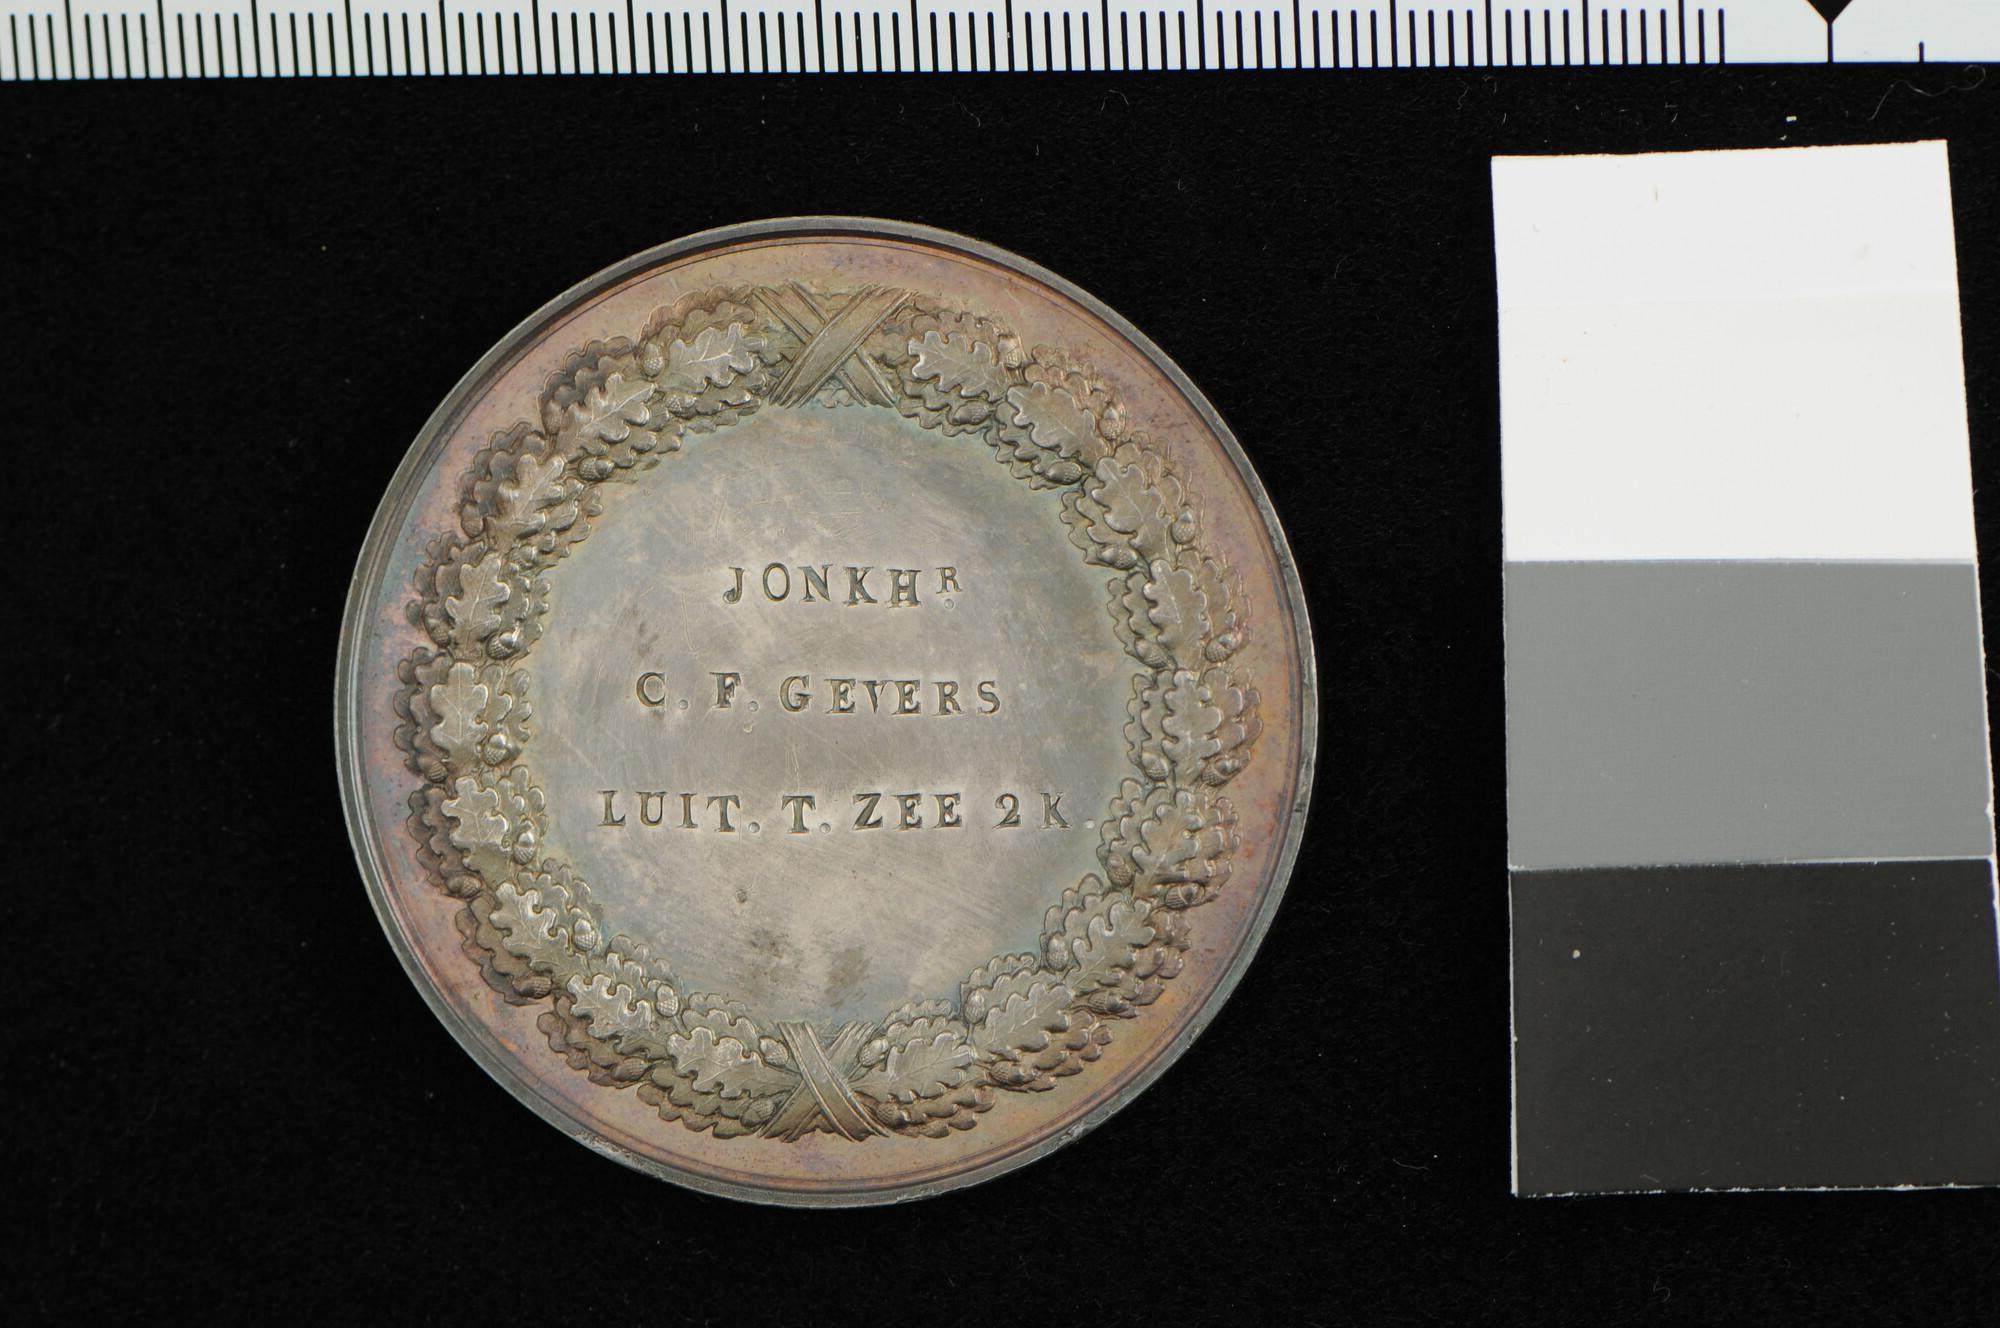 JONKHR.
C. F. GEVERS
LUIT. T. ZEE 2 K.